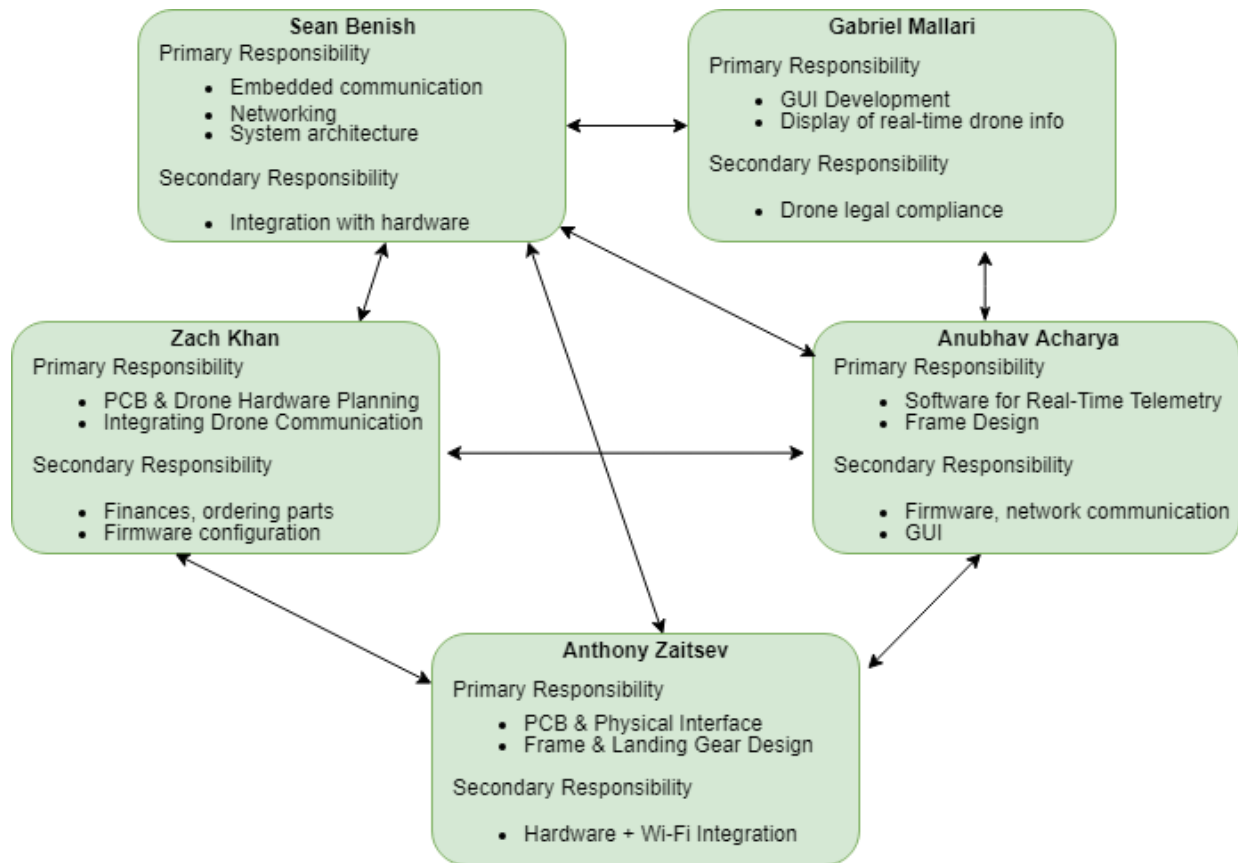 Sean Benish
Primary Responsibility
• Embedded communication
• Networking
• System architecture
Secondary Responsibility
• Integration with hardware
Gabriel Mallari
Primary Responsibility
• GUI Development
• Display of real-time drone info
Secondary Responsibility
• Drone legal compliance
Zach Khan
Primary Responsibility
• PCB & Drone Hardware Planning
• Integrating Drone Communication
Secondary Responsibility
• Finances, ordering parts
• Firmware configuration
Anubhav Acharya
Primary Responsibility
• Software for Real-Time Telemetry
• Frame Design
Secondary Responsibility
• Firmware, network communication
• GUI
Anthony Zaitsev
Primary Responsibility
• PCB & Physical Interface
• Frame & Landing Gear Design
Secondary Responsibility
• Hardware + Wi-Fi Integration